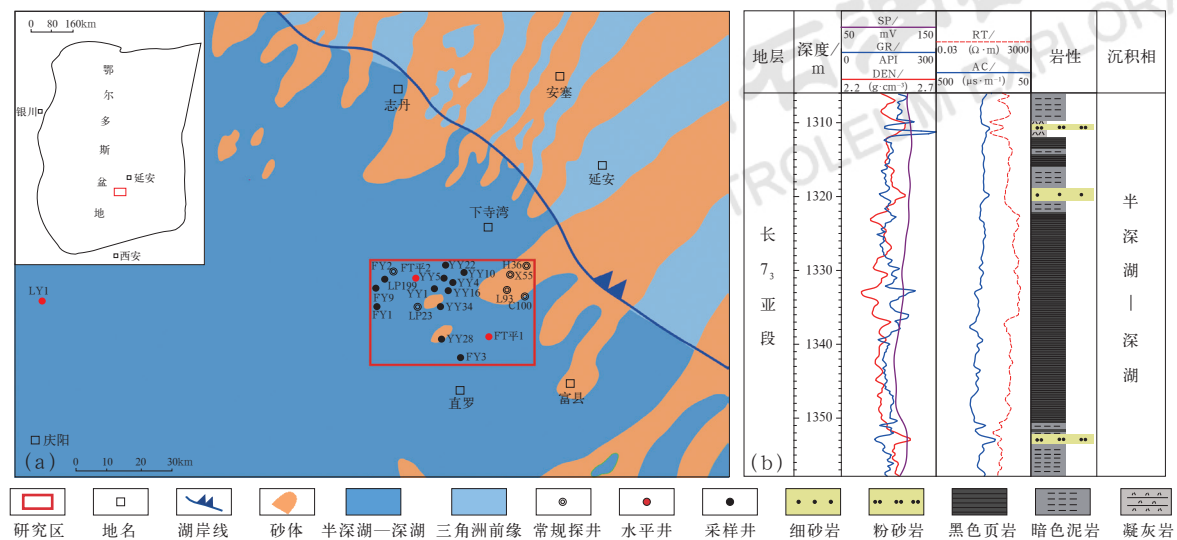 0 80 160km
鄂
尔
多
斯
盆
地
银川
延安
西安
志丹
安塞
延安
下寺湾
FY2
FT平2
YY22
H36
YY5
YY10
X55
LP199
YY4
FY9
YY1
YY16
L93
C100
FY1
LP23
YY34
YY28
FT平1
FY3
LY1
直罗
富县
庆阳
(a)
0 10 20 30km
地层
深度/
m
SP/
50 mV 150
GR/
0 API 300
DEN/
2.2 (g·cm⁻³) 2.7
RT/
0.03 (Ω·m) 3000
AC/
500 (μs·m⁻¹) 50
岩性
沉积相
长
7₃
亚
段
1310
1320
1330
1340
1350
半
深
湖
—
深
湖
(b)
TROLEUM EXPLORA
研究区 地名 湖岸线 砂体 半深湖—深湖 三角洲前缘 常规探井 水平井 采样井 细砂岩 粉砂岩 黑色页岩 暗色泥岩 凝灰岩